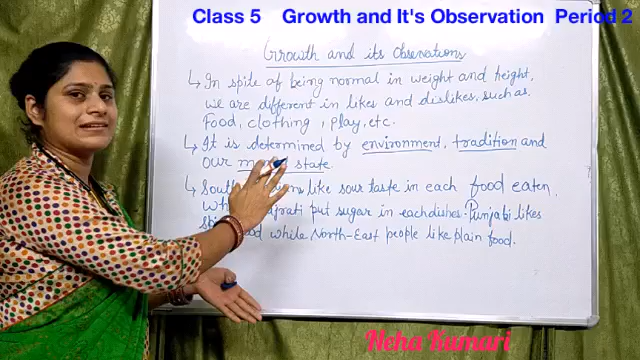 Class 5 Growth and It's Observation Period 2
Growth and its Observations
↳ In spite of being normal in weight and height,
we are different in likes and dislikes, such as
Food, clothing, play, etc.
↳ It is determined by environment, tradition and
our state
↳ South like sour taste in each food eaten.
put sugar in each dishes. Punjabi likes
while North-East people like plain food.
Neha Kumari